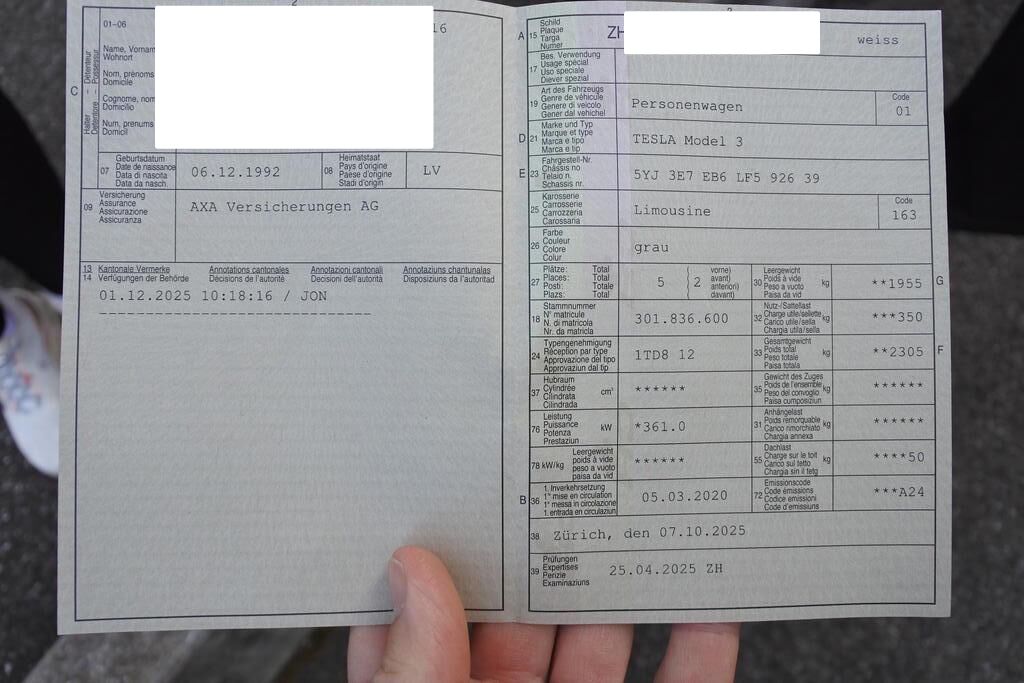 2
01-06
16
Halter – Détenteur
Detentore – Possessur
C
Name, Vornam
Wohnort
Nom, prénoms
Domicile
Cognome, nom
Domicilio
Num, prenums
Domicil
07
Geburtsdatum
Date de naissance
Data di nascita
Data da nasch.
06.12.1992
08
Heimatstaat
Pays d'origine
Paese d'origine
Stadi d'origin
LV
09
Versicherung
Assurance
Assicurazione
Assicuranza
AXA Versicherungen AG
13 Kantonale Vermerke Annotations cantonales Annotazioni cantonali Annotaziuns chantunalas
14 Verfügungen der Behörde Décisions de l'autorité Decisioni dell'autorità Disposiziuns da l'autoritad
01.12.2025 10:18:16 / JON
A 15
Schild
Plaque
Targa
Numer
ZH
weiss
17
Bes. Verwendung
Usage spécial
Uso speciale
Diever spezial
19
Art des Fahrzeugs
Genre de véhicule
Genere di veicolo
Gener dal vehichel
Personenwagen
Code
01
D 21
Marke und Typ
Marque et type
Marca e tipo
Marca e tip
TESLA Model 3
E 23
Fahrgestell-Nr.
Châssis no
Telaio n.
Schassis nr.
5YJ 3E7 EB6 LF5 926 39
25
Karosserie
Carrosserie
Carrozzeria
Carossaria
Limousine
Code
163
26
Farbe
Couleur
Colore
Colur
grau
27
Plätze: Total
Places: Total
Posti: Totale
Plazs: Total
5 ( 2
vorne)
avant)
anteriori)
davant)
30
Leergewicht
Poids à vide
Peso a vuoto
Paisa da vid
kg
**1955
G
18
Stammnummer
N° matricule
N. di matricola
Nr. da matricla
301.836.600
32
Nutz-/Sattellast
Charge utile/sellette
Carico utile/sella
Chargia utila/sella
kg
***350
24
Typengenehmigung
Réception par type
Approvazione del tipo
Approvaziun dal tip
1TD8 12
33
Gesamtgewicht
Poids total
Peso totale
Paisa totala
kg
**2305
F
37
Hubraum
Cylindrée
Cilindrata
Cilindrada
cm³
******
35
Gewicht des Zuges
Poids de l'ensemble
Peso del convoglio
Paisa cumposiziun
kg
******
76
Leistung
Puissance
Potenza
Prestaziun
kW
*361.0
31
Anhängelast
Poids remorquable
Carico rimorchiato
Chargia annexa
kg
******
78 kW/kg
Leergewicht
poids à vide
peso a vuoto
paisa da vid
******
55
Dachlast
Charge sur le toit
Carico sul tetto
Chargia sin il tetg
kg
****50
B 36
1. Inverkehrsetzung
1re mise en circulation
1a messa in circolazione
1. entrada en circulaziun
05.03.2020
72
Emissionscode
Code émissions
Codice emissioni
Code d'emissiuns
***A24
38
Zürich, den 07.10.2025
39
Prüfungen
Expertises
Perizie
Examinaziuns
25.04.2025 ZH